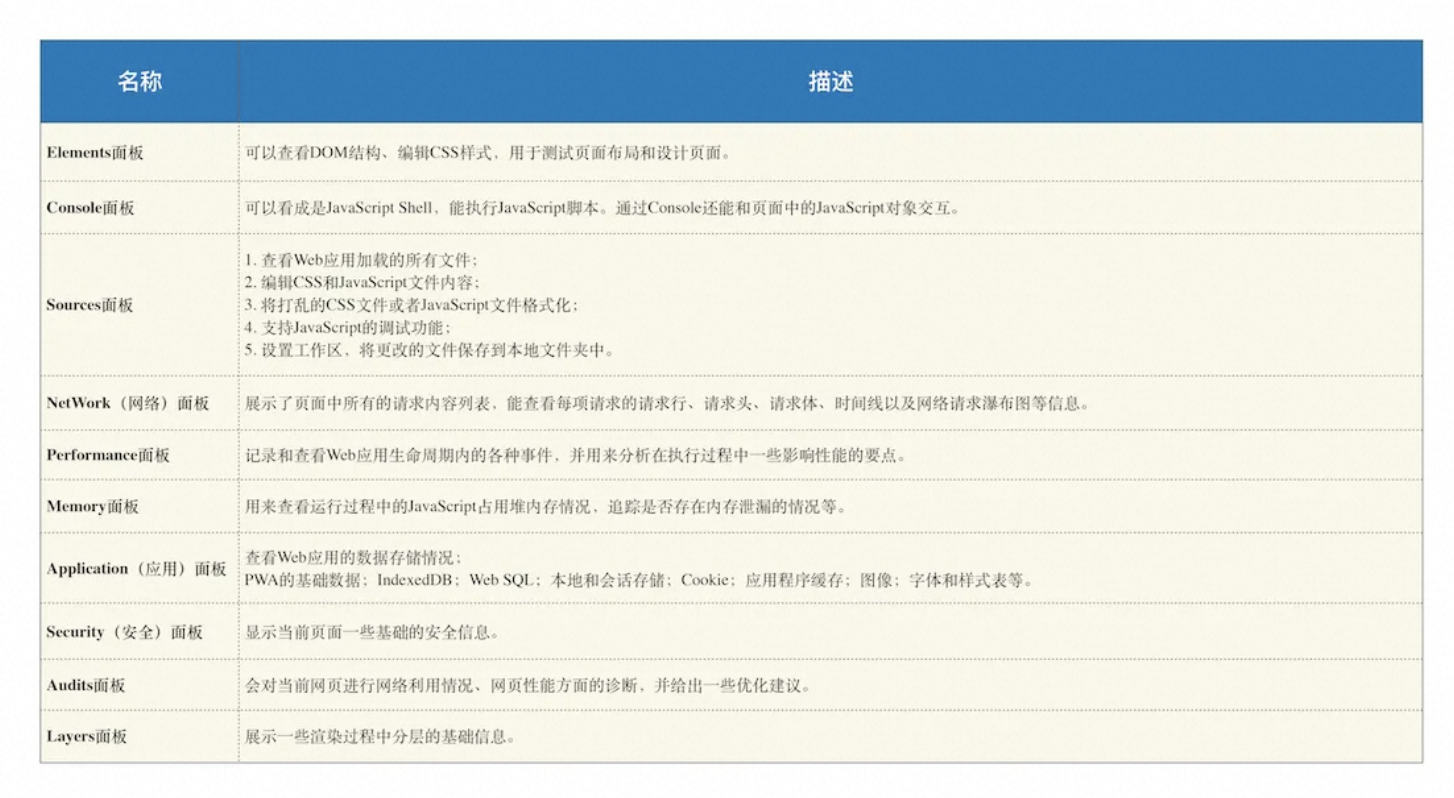 名称
描述
Elements面板
可以查看DOM结构、编辑CSS样式，用于测试页面布局和设计页面。
Console面板
可以看成是JavaScript Shell，能执行JavaScript脚本。通过Console还能和页面中的JavaScript对象交互。
Sources面板
1. 查看Web应用加载的所有文件；
2. 编辑CSS和JavaScript文件内容；
3. 将打乱的CSS文件或者JavaScript文件格式化；
4. 支持JavaScript的调试功能；
5. 设置工作区，将更改的文件保存到本地文件夹中。
NetWork（网络）面板
展示了页面中所有的请求内容列表，能查看每项请求的请求行、请求头、请求体、时间线以及网络请求瀑布图等信息。
Performance面板
记录和查看Web应用生命周期内的各种事件，并用来分析在执行过程中一些影响性能的要点。
Memory面板
用来查看运行过程中的JavaScript占用堆内存情况，追踪是否存在内存泄漏的情况等。
Application（应用）面板
查看Web应用的数据存储情况；
PWA的基础数据；IndexedDB；Web SQL；本地和会话存储；Cookie；应用程序缓存；图像；字体和样式表等。
Security（安全）面板
显示当前页面一些基础的安全信息。
Audits面板
会对当前网页进行网络利用情况、网页性能方面的诊断，并给出一些优化建议。
Layers面板
展示一些渲染过程中分层的基础信息。